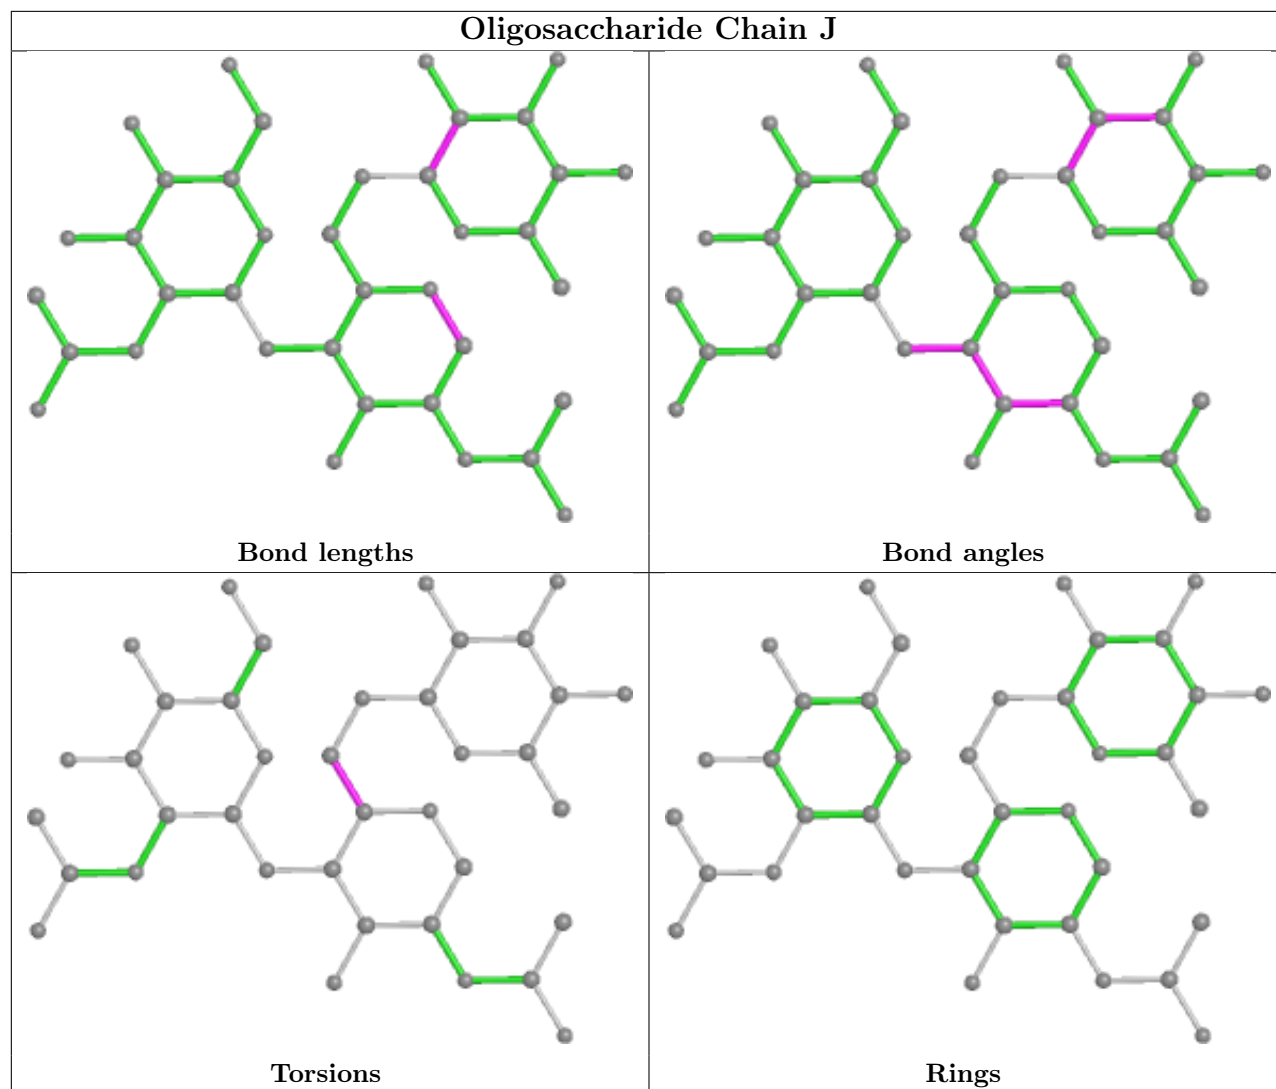 Oligosaccharide Chain J
Bond lengths
Bond angles
Torsions
Rings